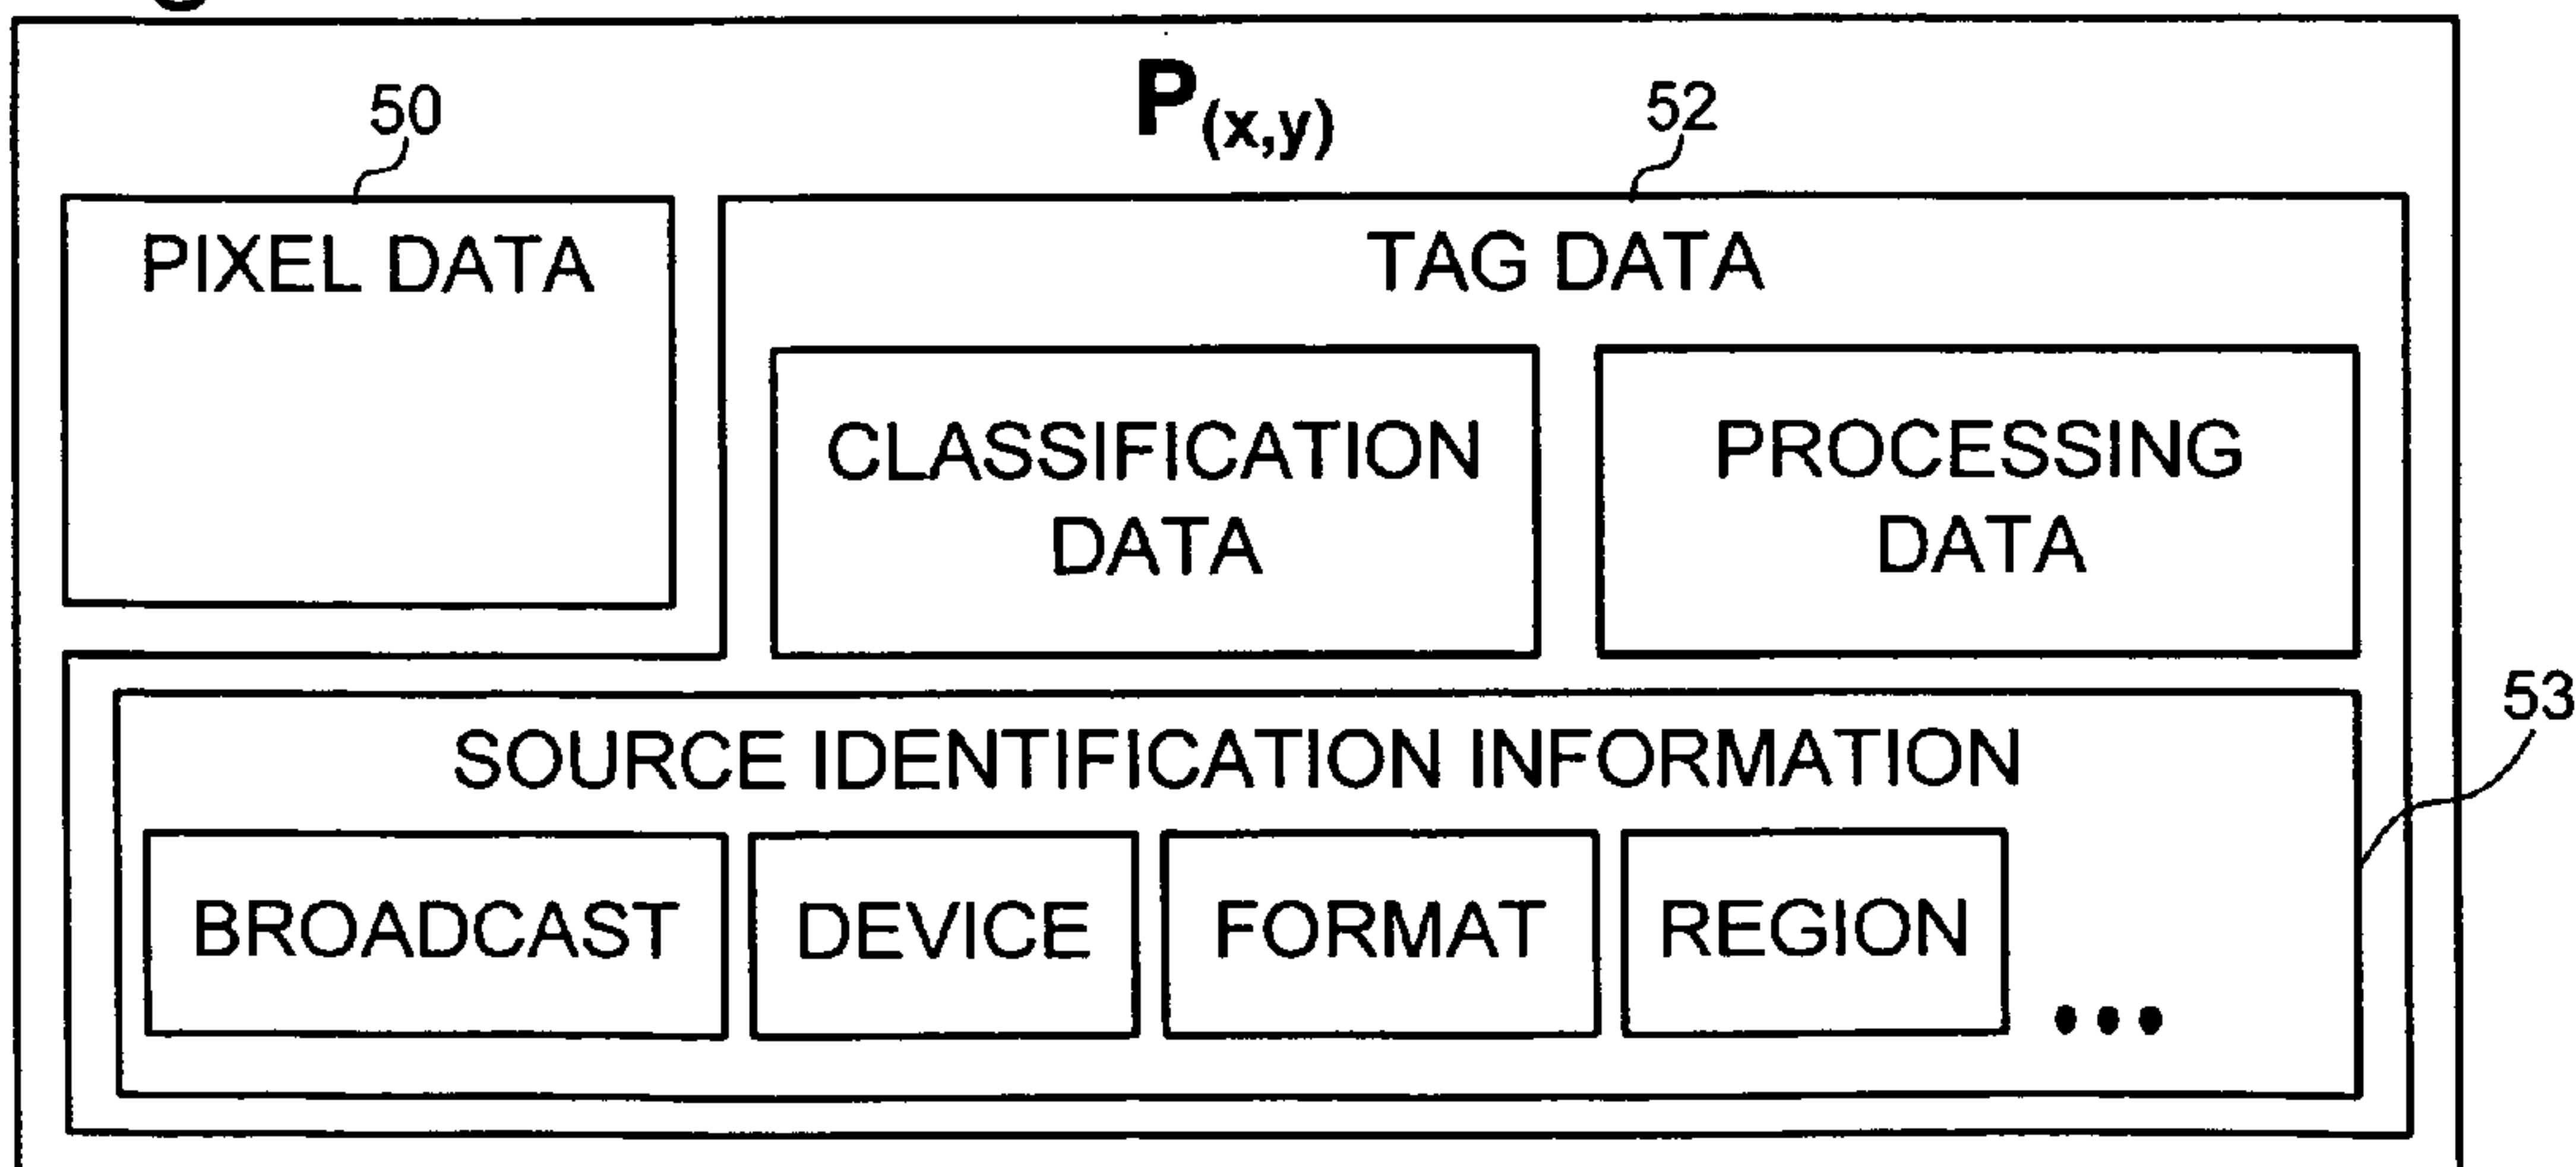 P(x,y)
50
52
PIXEL DATA
TAG DATA
CLASSIFICATION
DATA
PROCESSING
DATA
53
SOURCE IDENTIFICATION INFORMATION
BROADCAST
DEVICE
FORMAT
REGION
•••